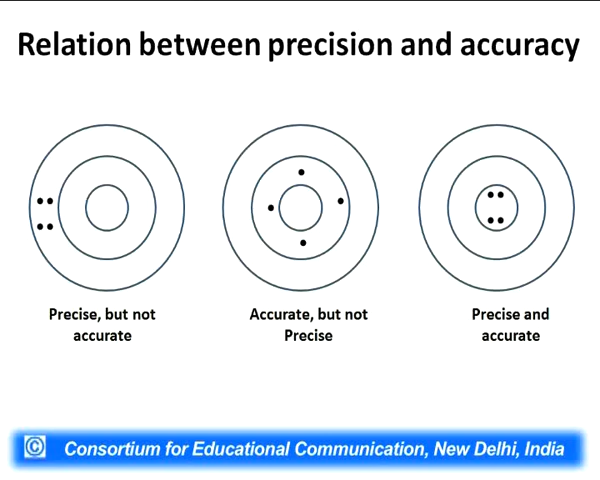 Relation between precision and accuracy
Precise, but not
accurate
Accurate, but not
Precise
Precise and
accurate
© Consortium for Educational Communication, New Delhi, India